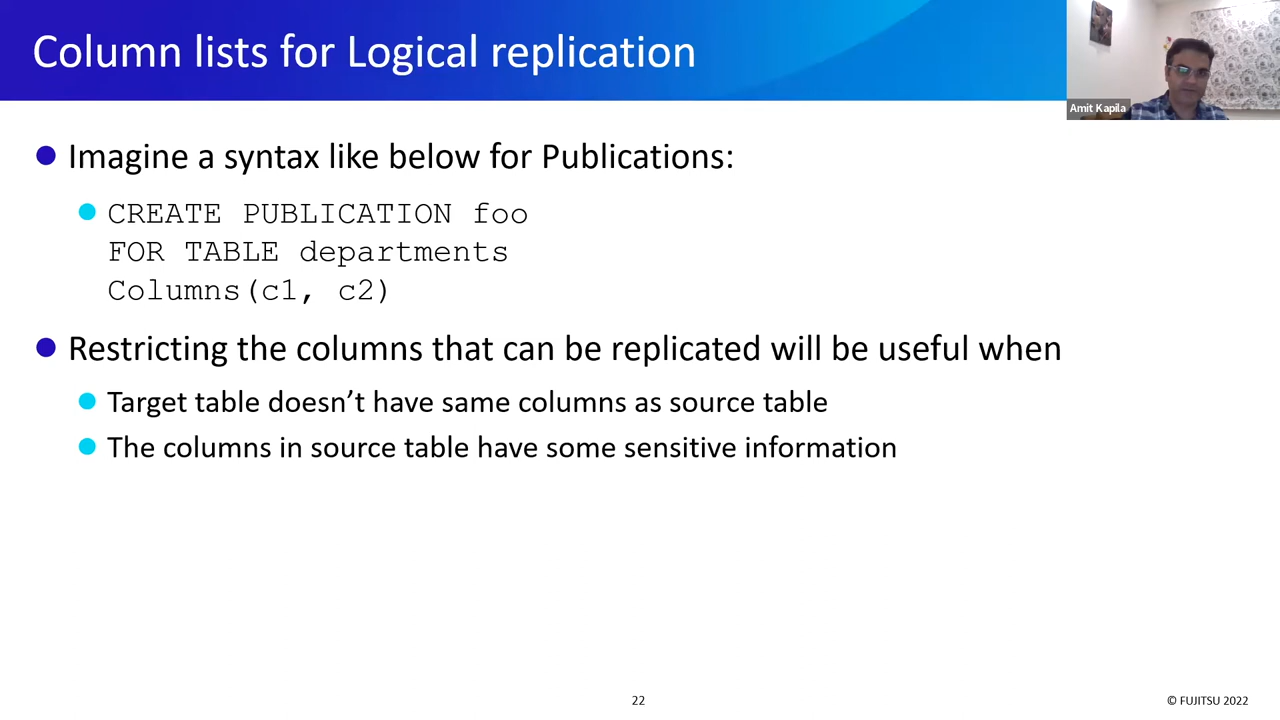 Column lists for Logical replication
Amit Kapila
Imagine a syntax like below for Publications:
CREATE PUBLICATION foo
FOR TABLE departments
Columns(c1, c2)
Restricting the columns that can be replicated will be useful when
Target table doesn’t have same columns as source table
The columns in source table have some sensitive information
22
© FUJITSU 2022